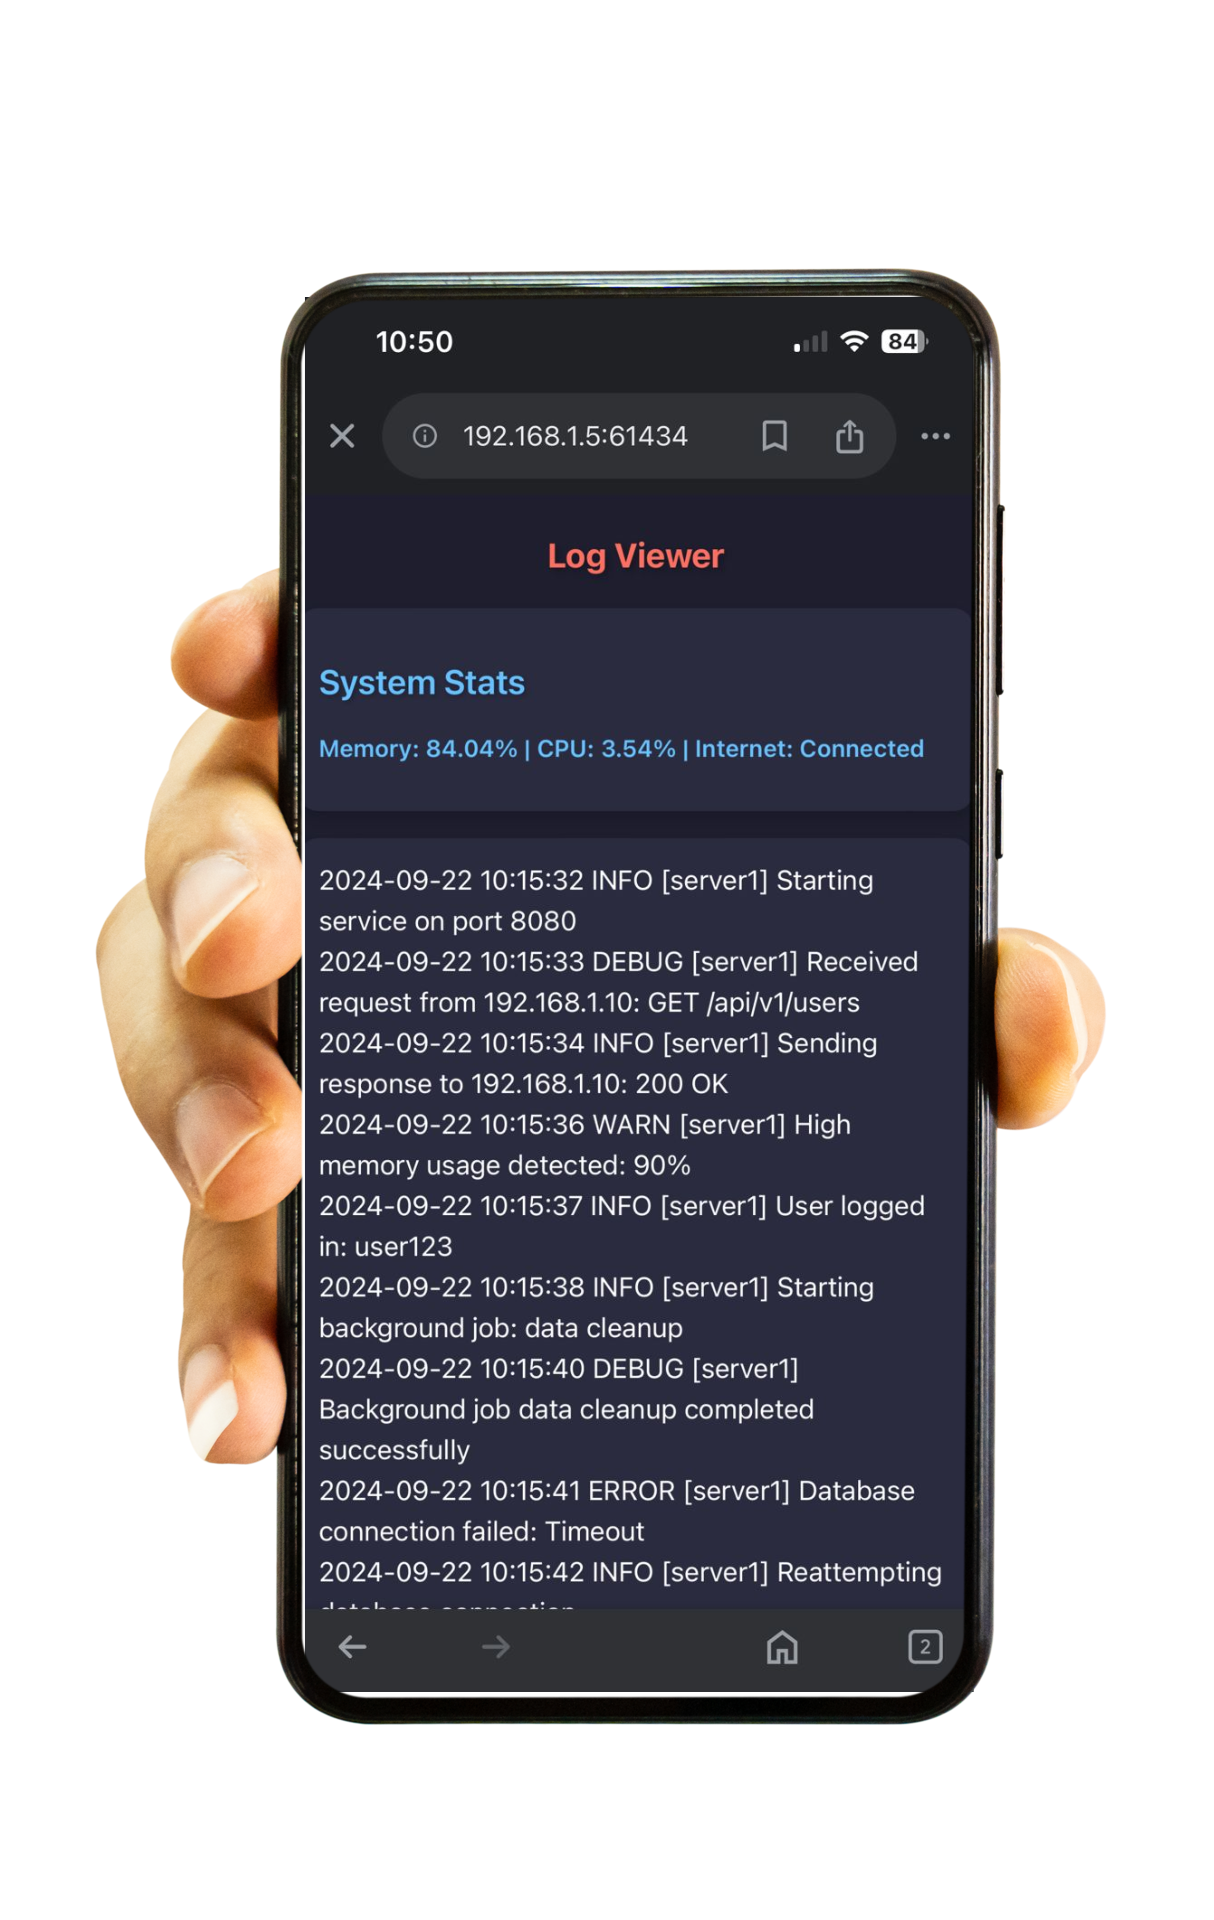 10:50
84
192.168.1.5:61434
Log Viewer
System Stats
Memory: 84.04% | CPU: 3.54% | Internet: Connected
2024-09-22 10:15:32 INFO [server1] Starting
service on port 8080
2024-09-22 10:15:33 DEBUG [server1] Received
request from 192.168.1.10: GET /api/v1/users
2024-09-22 10:15:34 INFO [server1] Sending
response to 192.168.1.10: 200 OK
2024-09-22 10:15:36 WARN [server1] High
memory usage detected: 90%
2024-09-22 10:15:37 INFO [server1] User logged
in: user123
2024-09-22 10:15:38 INFO [server1] Starting
background job: data cleanup
2024-09-22 10:15:40 DEBUG [server1]
Background job data cleanup completed
successfully
2024-09-22 10:15:41 ERROR [server1] Database
connection failed: Timeout
2024-09-22 10:15:42 INFO [server1] Reattempting
database connection
2